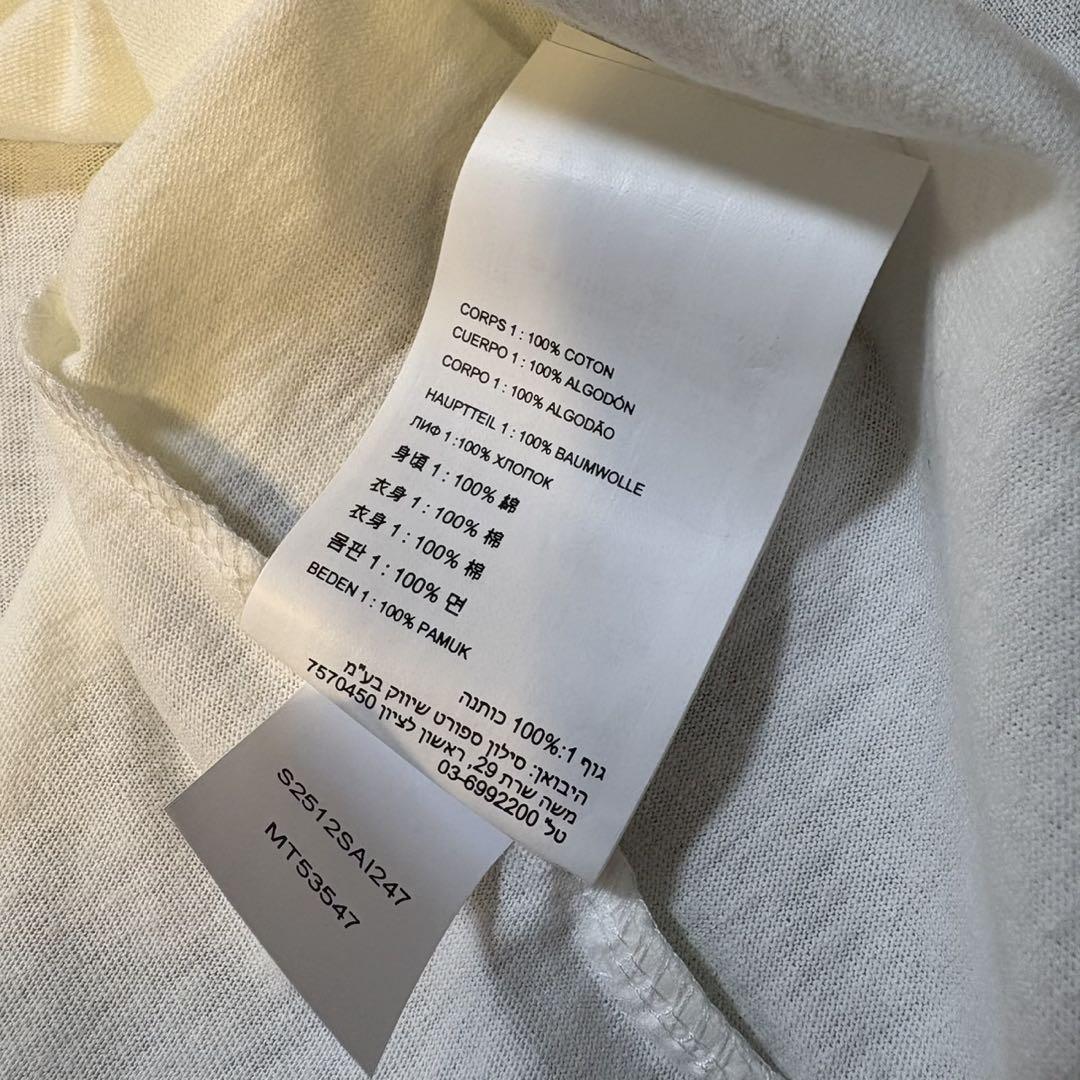 CORPS 1 : 100% COTON
CUERPO 1 : 100% ALGODÓN
CORPO 1 : 100% ALGODÃO
HAUPTTEIL 1 : 100% BAUMWOLLE
ЛИФ 1 :100% ХЛОПОК
身頃 1 : 100% 綿
衣身 1 : 100% 棉
衣身 1 : 100% 棉
몸판 1 : 100% 면
BEDEN 1 : 100% PAMUK
גוף 1: 100% כותנה
היבואן: סילון ספורט שיווק בע"מ
משה שרת 29, ראשון לציון 7570450
טל' 03-6992200
S2512SAI247
MT53547